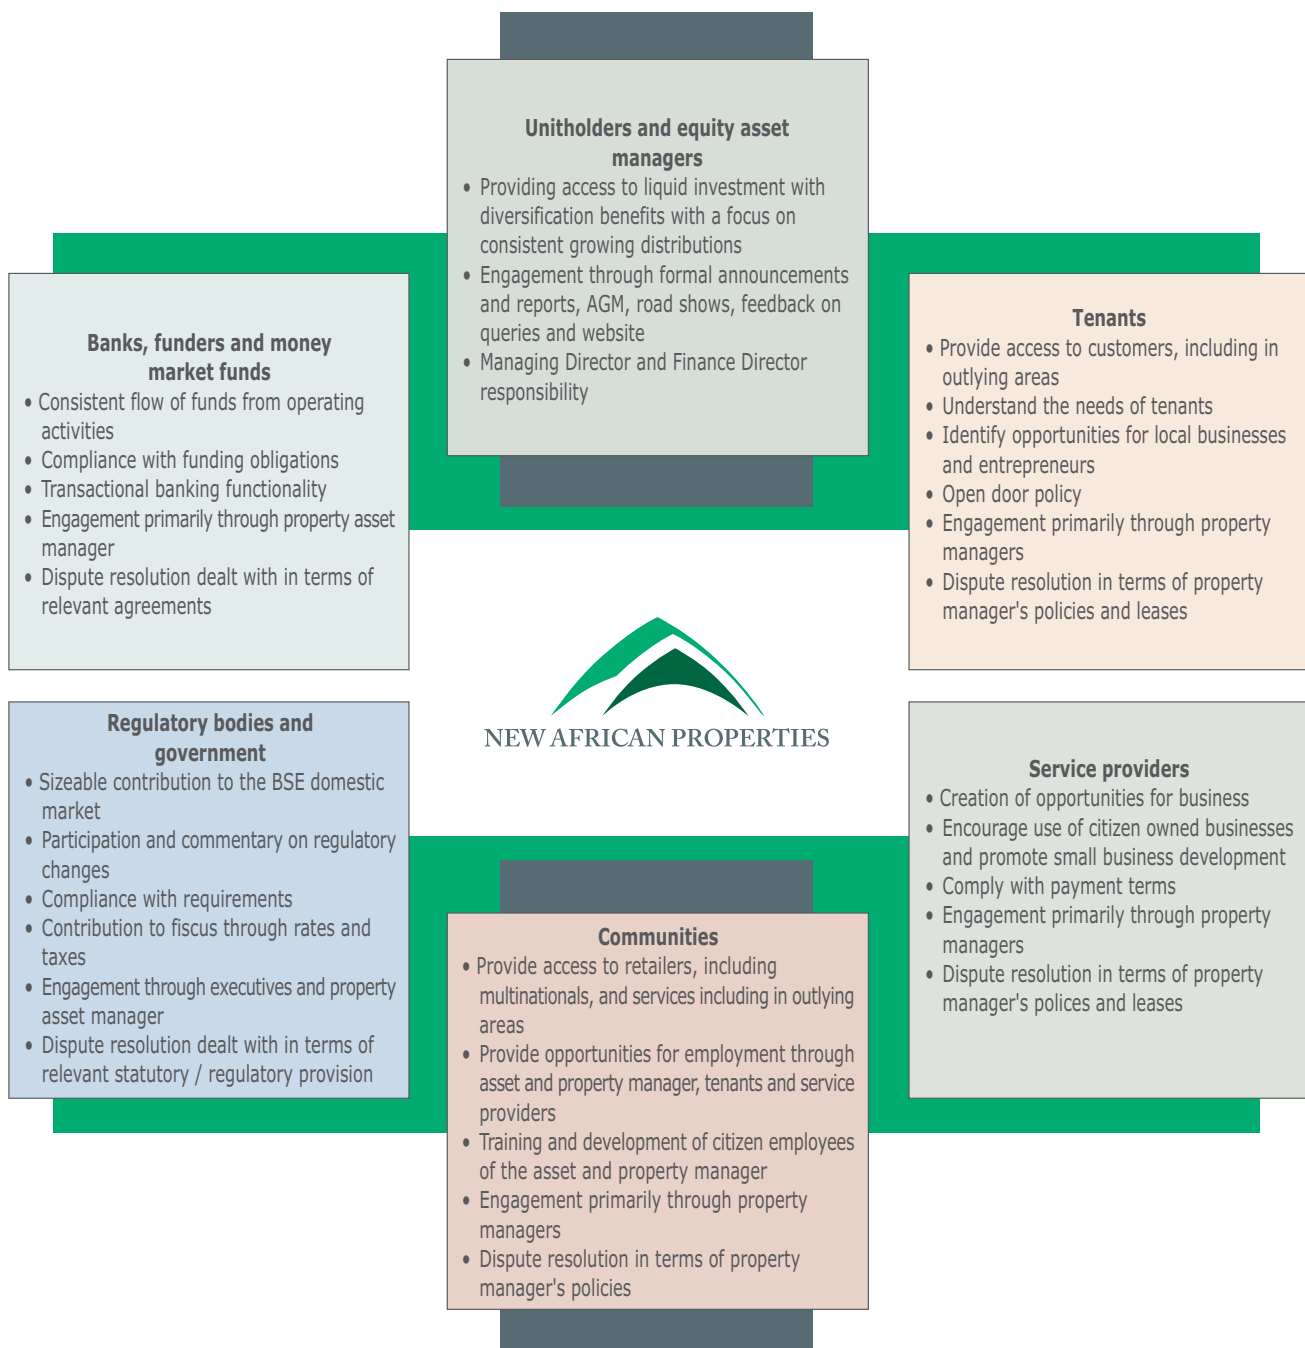 Unitholders and equity asset
managers
• Providing access to liquid investment with
diversification benefits with a focus on
consistent growing distributions
• Engagement through formal announcements
and reports, AGM, road shows, feedback on
queries and website
• Managing Director and Finance Director
responsibility
Banks, funders and money
market funds
• Consistent flow of funds from operating
activities
• Compliance with funding obligations
• Transactional banking functionality
• Engagement primarily through property asset
manager
• Dispute resolution dealt with in terms of
relevant agreements
Tenants
• Provide access to customers, including in
outlying areas
• Understand the needs of tenants
• Identify opportunities for local businesses
and entrepreneurs
• Open door policy
• Engagement primarily through property
managers
• Dispute resolution in terms of property
manager's policies and leases
NEW AFRICAN PROPERTIES
Regulatory bodies and
government
• Sizeable contribution to the BSE domestic
market
• Participation and commentary on regulatory
changes
• Compliance with requirements
• Contribution to fiscus through rates and
taxes
• Engagement through executives and property
asset manager
• Dispute resolution dealt with in terms of
relevant statutory / regulatory provision
Service providers
• Creation of opportunities for business
• Encourage use of citizen owned businesses
and promote small business development
• Comply with payment terms
• Engagement primarily through property
managers
• Dispute resolution in terms of property
manager's polices and leases
Communities
• Provide access to retailers, including
multinationals, and services including in outlying
areas
• Provide opportunities for employment through
asset and property manager, tenants and service
providers
• Training and development of citizen employees
of the asset and property manager
• Engagement primarily through property
managers
• Dispute resolution in terms of property
manager's policies